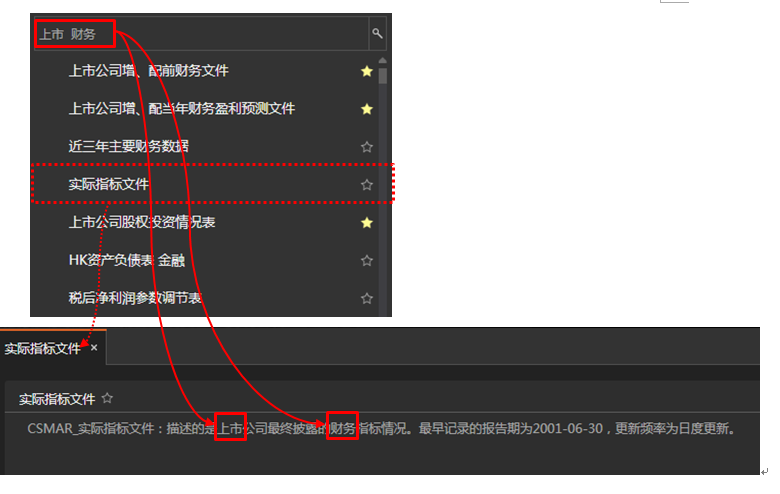 上市 财务
上市公司增、配前财务文件
上市公司增、配当年财务盈利预测文件
近三年主要财务数据
实际指标文件
上市公司股权投资情况表
HK资产负债表 金融
税后净利润参数调节表
实际指标文件 ×
实际指标文件
CSMAR_实际指标文件：描述的是上市公司最终披露的财务指标情况。最早记录的报告期为2001-06-30，更新频率为日度更新。